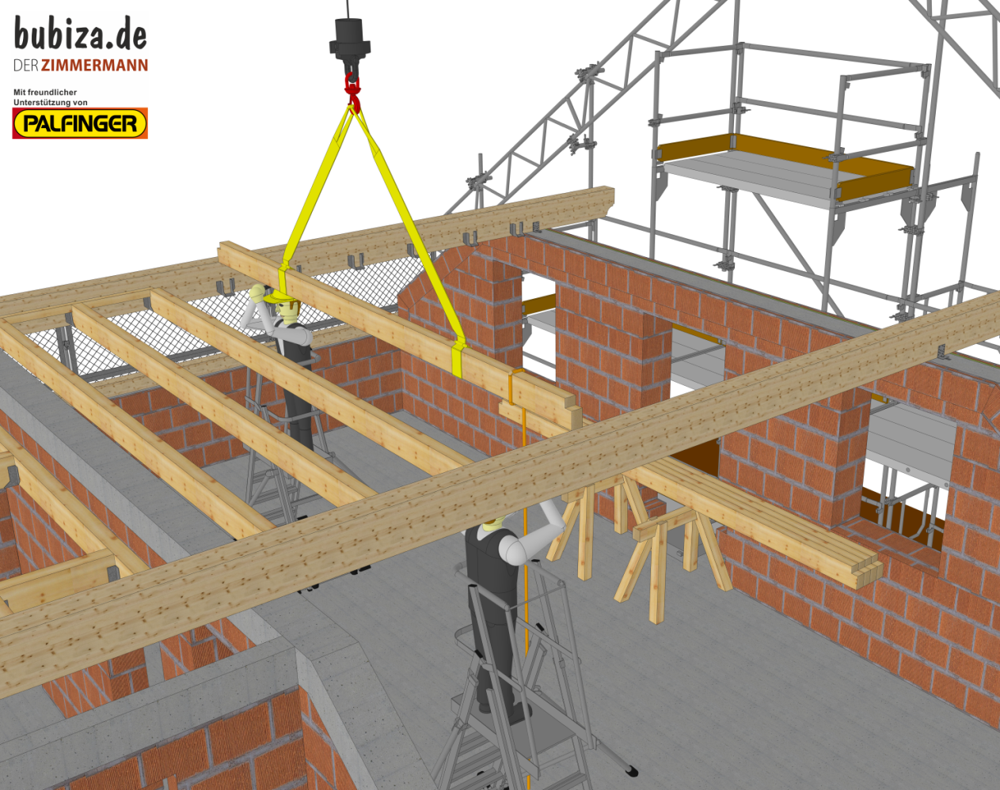 bubiza.de
DER ZIMMERMANN
Mit freundlicher
Unterstützung von
PALFINGER